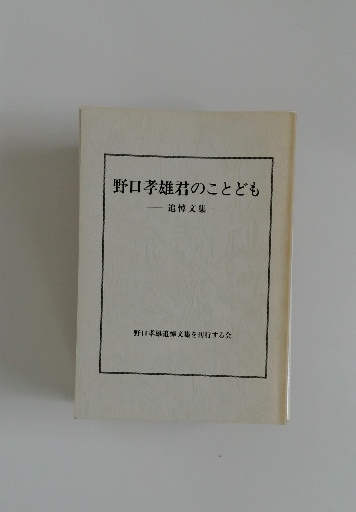 野口孝雄君のことども
― 追悼文集
野口孝雄追悼文集を刊行する会